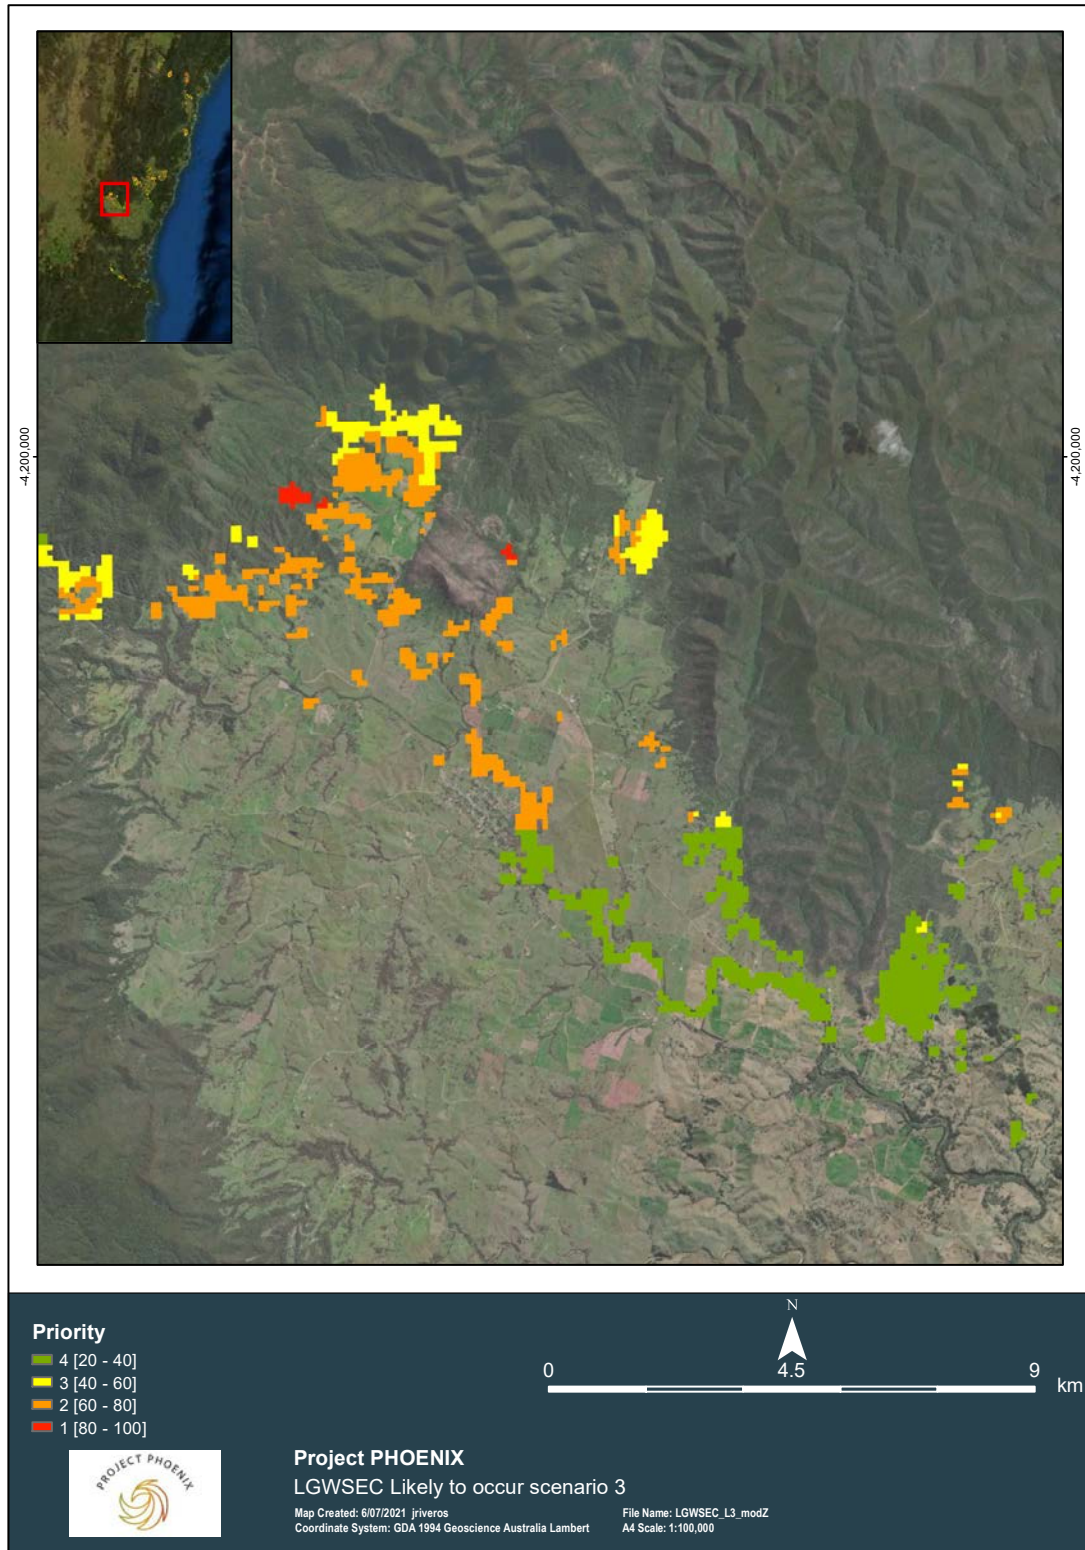 -4,200,000
-4,200,000
Priority
4 [20 - 40]
3 [40 - 60]
2 [60 - 80]
1 [80 - 100]
N
0 4.5 9
km
PROJECT PHOENIX
Project PHOENIX
LGWSEC Likely to occur scenario 3
Map Created: 6/07/2021 jriveros
File Name: LGWSEC_L3_modZ
Coordinate System: GDA 1994 Geoscience Australia Lambert
A4 Scale: 1:100,000